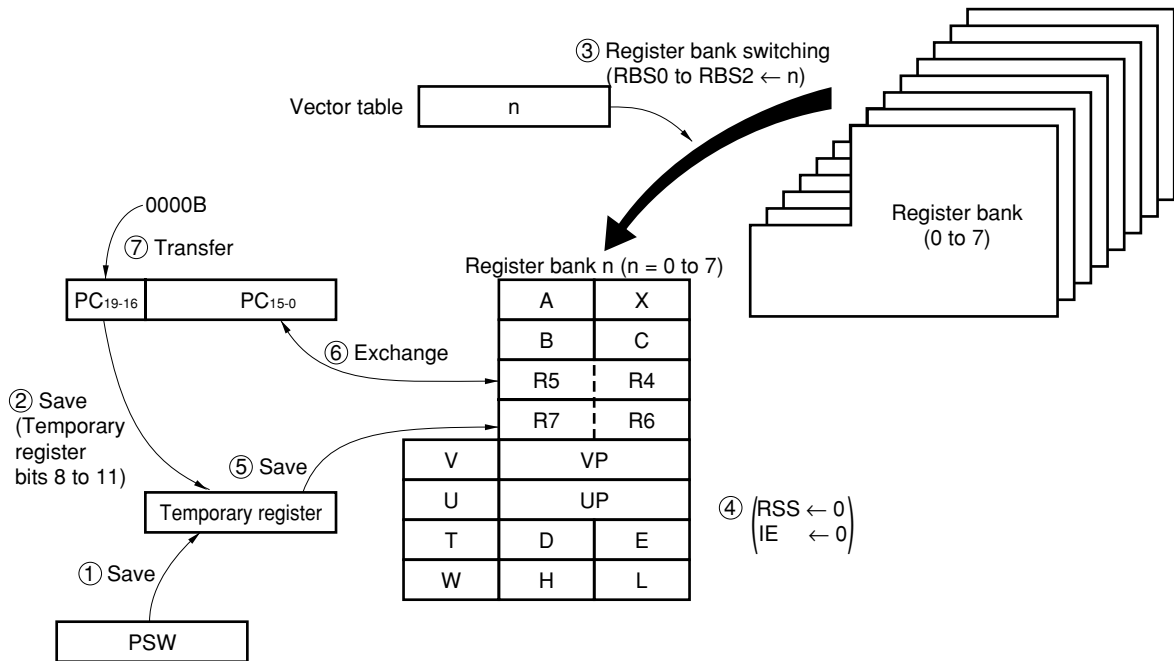 ③ Register bank switching
(RBS0 to RBS2 ← n)
Vector table
n
Register bank
(0 to 7)
0000B
⑦ Transfer
PC19-16
PC15-0
Register bank n (n = 0 to 7)
A
X
B
C
⑥ Exchange
R5
R4
R7
R6
② Save
(Temporary
register
bits 8 to 11)
⑤ Save
V
VP
U
UP
Temporary register
④
RSS ← 0
IE ← 0
T
D
E
W
H
L
① Save
PSW